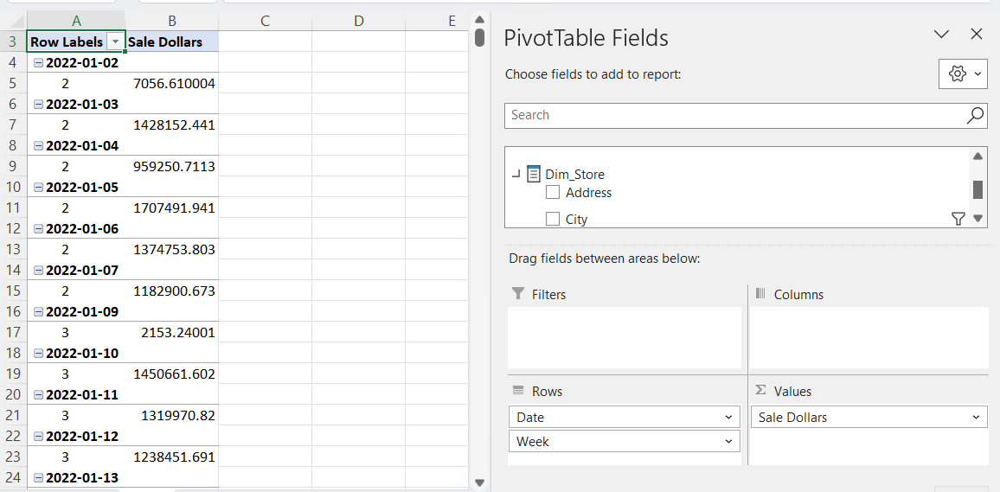 A B C D E
3 Row Labels Sale Dollars
4 2022-01-02
5 2 7056.610004
6 2022-01-03
7 2 1428152.441
8 2022-01-04
9 2 959250.7113
10 2022-01-05
11 2 1707491.941
12 2022-01-06
13 2 1374753.803
14 2022-01-07
15 2 1182900.673
16 2022-01-09
17 3 2153.24001
18 2022-01-10
19 3 1450661.602
20 2022-01-11
21 3 1319970.82
22 2022-01-12
23 3 1238451.691
24 2022-01-13
PivotTable Fields
Choose fields to add to report:
Search
Dim_Store
Address
City
Drag fields between areas below:
Filters
Columns
Rows
Date
Week
Values
Sale Dollars